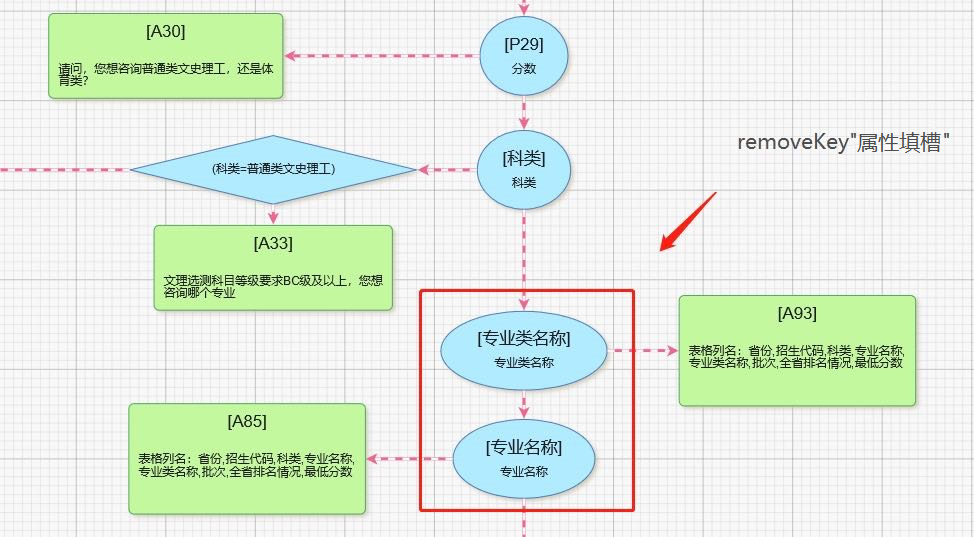 [A30]
请问，您想咨询普通类文史理工，还是体
育类？
[P29]
分数
removeKey"属性填槽"
[科类]
科类
(科类=普通类文史理工)
[A33]
文理选测科目等级要求BC级及以上，您想
咨询哪个专业
[专业类名称]
专业类名称
[A93]
表格列名：省份,招生代码,科类,专业名称,
专业类名称,批次,全省排名情况,最低分数
[A85]
表格列名：省份,招生代码,科类,专业名称,
专业类名称,批次,全省排名情况,最低分数
[专业名称]
专业名称